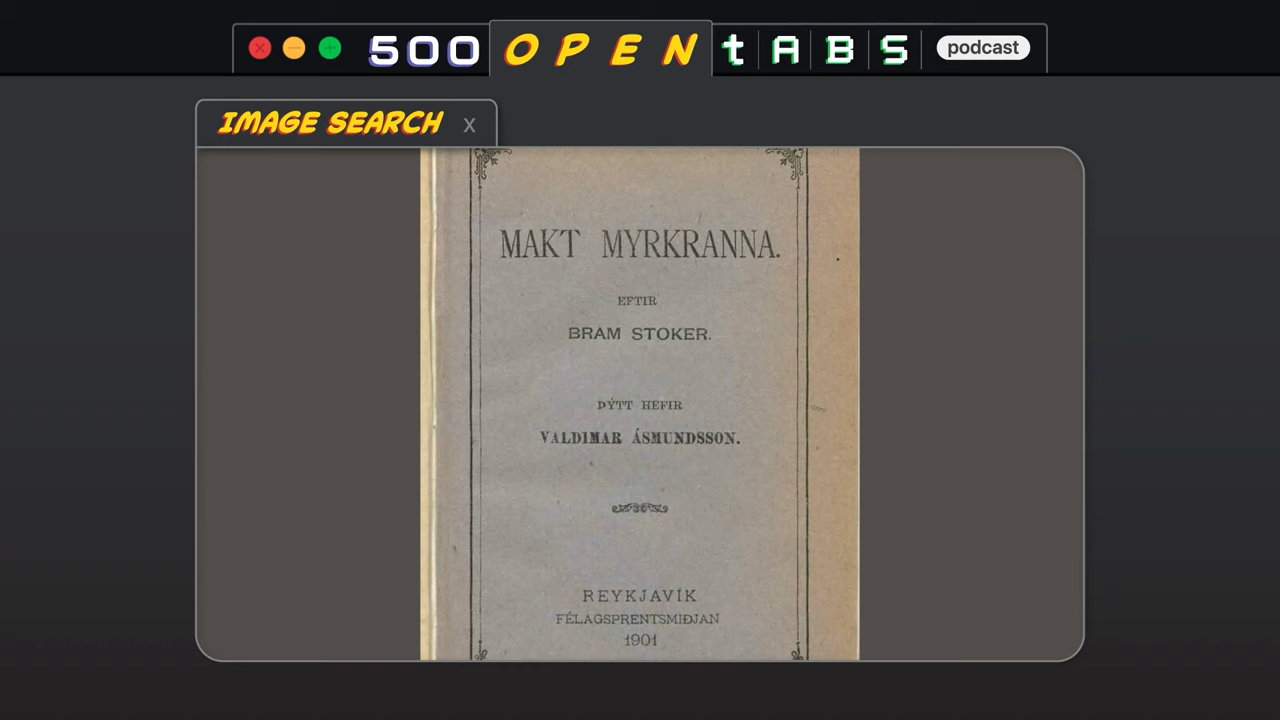 500 OPEN tABS podcast
IMAGE SEARCH X
MAKT MYRKRANNA.
EFTIR
BRAM STOKER.
ÞÝTT HEFIR
VALDIMAR ÁSMUNDSSON.
REYKJAVÍK
FÉLAGSPRENTSMIÐJAN
1901